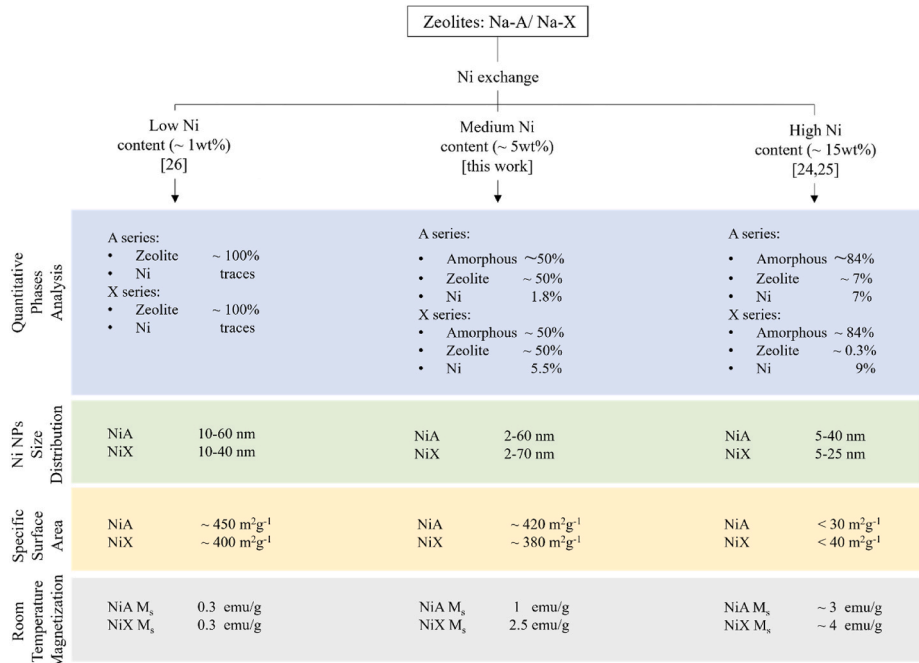 Zeolites: Na-A/ Na-X
Ni exchange
Low Ni
content (~ 1wt%)
[26]
Medium Ni
content (~ 5wt%)
[this work]
High Ni
content (~ 15wt%)
[24,25]
Quantitative
Phases
Analysis
A series:
• Zeolite ~ 100%
• Ni traces
X series:
• Zeolite ~ 100%
• Ni traces
A series:
• Amorphous ~50%
• Zeolite ~ 50%
• Ni 1.8%
X series:
• Amorphous ~ 50%
• Zeolite ~ 50%
• Ni 5.5%
A series:
• Amorphous ~84%
• Zeolite ~ 7%
• Ni 7%
X series:
• Amorphous ~ 84%
• Zeolite ~ 0.3%
• Ni 9%
Ni NPs
Size
Distribution
NiA 10-60 nm
NiX 10-40 nm
NiA 2-60 nm
NiX 2-70 nm
NiA 5-40 nm
NiX 5-25 nm
Specific
Surface
Area
NiA ~ 450 m²g⁻¹
NiX ~ 400 m²g⁻¹
NiA ~ 420 m²g⁻¹
NiX ~ 380 m²g⁻¹
NiA < 30 m²g⁻¹
NiX < 40 m²g⁻¹
Room
Temperature
Magnetization
NiA Mₛ 0.3 emu/g
NiX Mₛ 0.3 emu/g
NiA Mₛ 1 emu/g
NiX Mₛ 2.5 emu/g
NiA Mₛ ~ 3 emu/g
NiX Mₛ ~ 4 emu/g